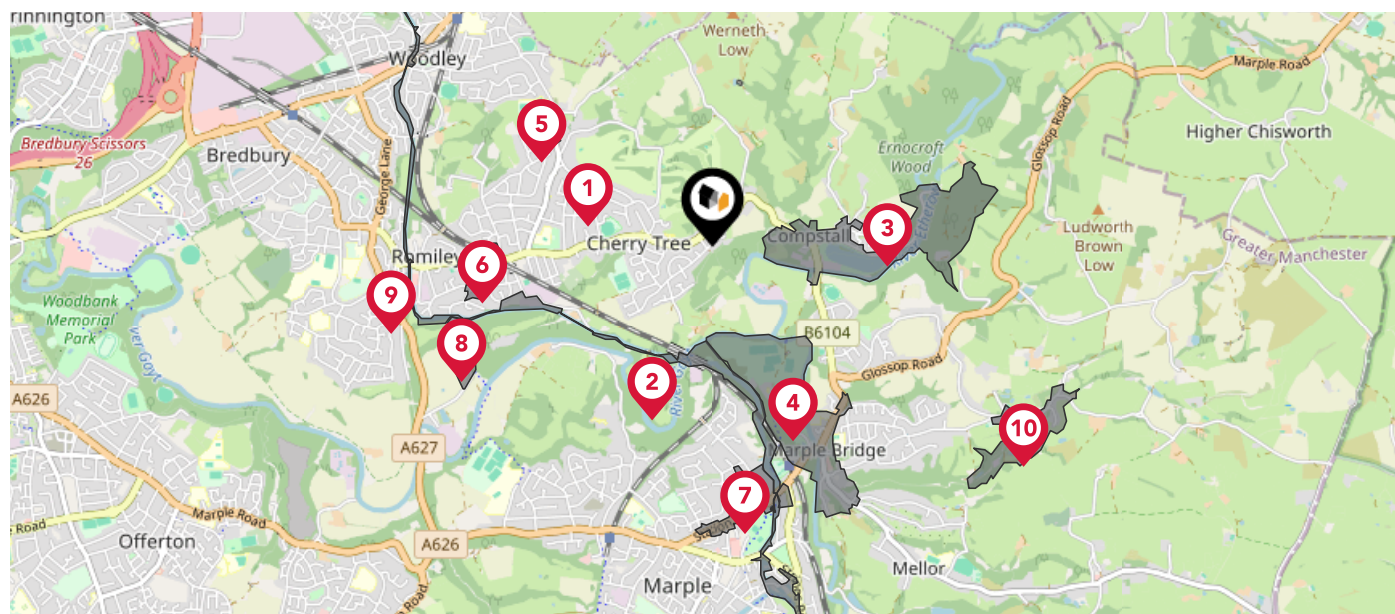 rinnington
Woodley
Werneth
Low
Marple Road
Glossop Road
Higher Chisworth
5
Bredbury Scissors
26
Bredbury
George Lane
Ernocroft
Wood
1
Cherry Tree
3
Compstall
Ludworth
Brown
Low
Greater Manchester
Romiley
6
9
Woodbank
Memorial
Park
8
B6104
Glossop Road
2
4
A626
A627
Marple Bridge
10
7
Marple Road
Road
A626
Offerton
Marple
Mellor
Road